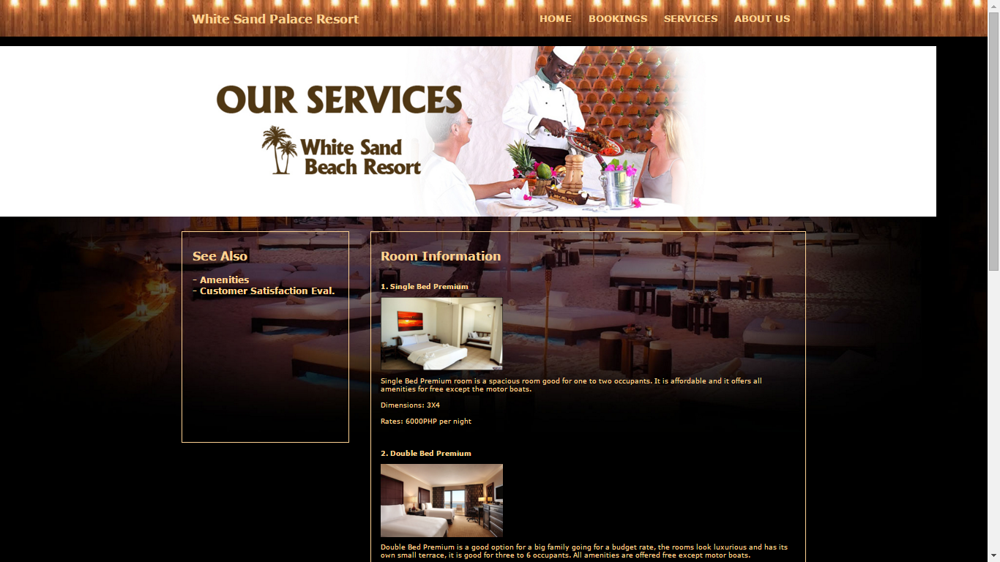 White Sand Palace Resort
HOME BOOKINGS SERVICES ABOUT US
OUR SERVICES
White Sand
Beach Resort
See Also
- Amenities
- Customer Satisfaction Eval.
Room Information
1. Single Bed Premium
Single Bed Premium room is a spacious room good for one to two occupants. It is affordable and it offers all
amenities for free except the motor boats.
Dimensions: 3X4
Rates: 6000PHP per night
2. Double Bed Premium
Double Bed Premium is a good option for a big family going for a budget rate, the rooms look luxurious and has its
own small terrace, it is good for three to 6 occupants. All amenities are offered free except motor boats.